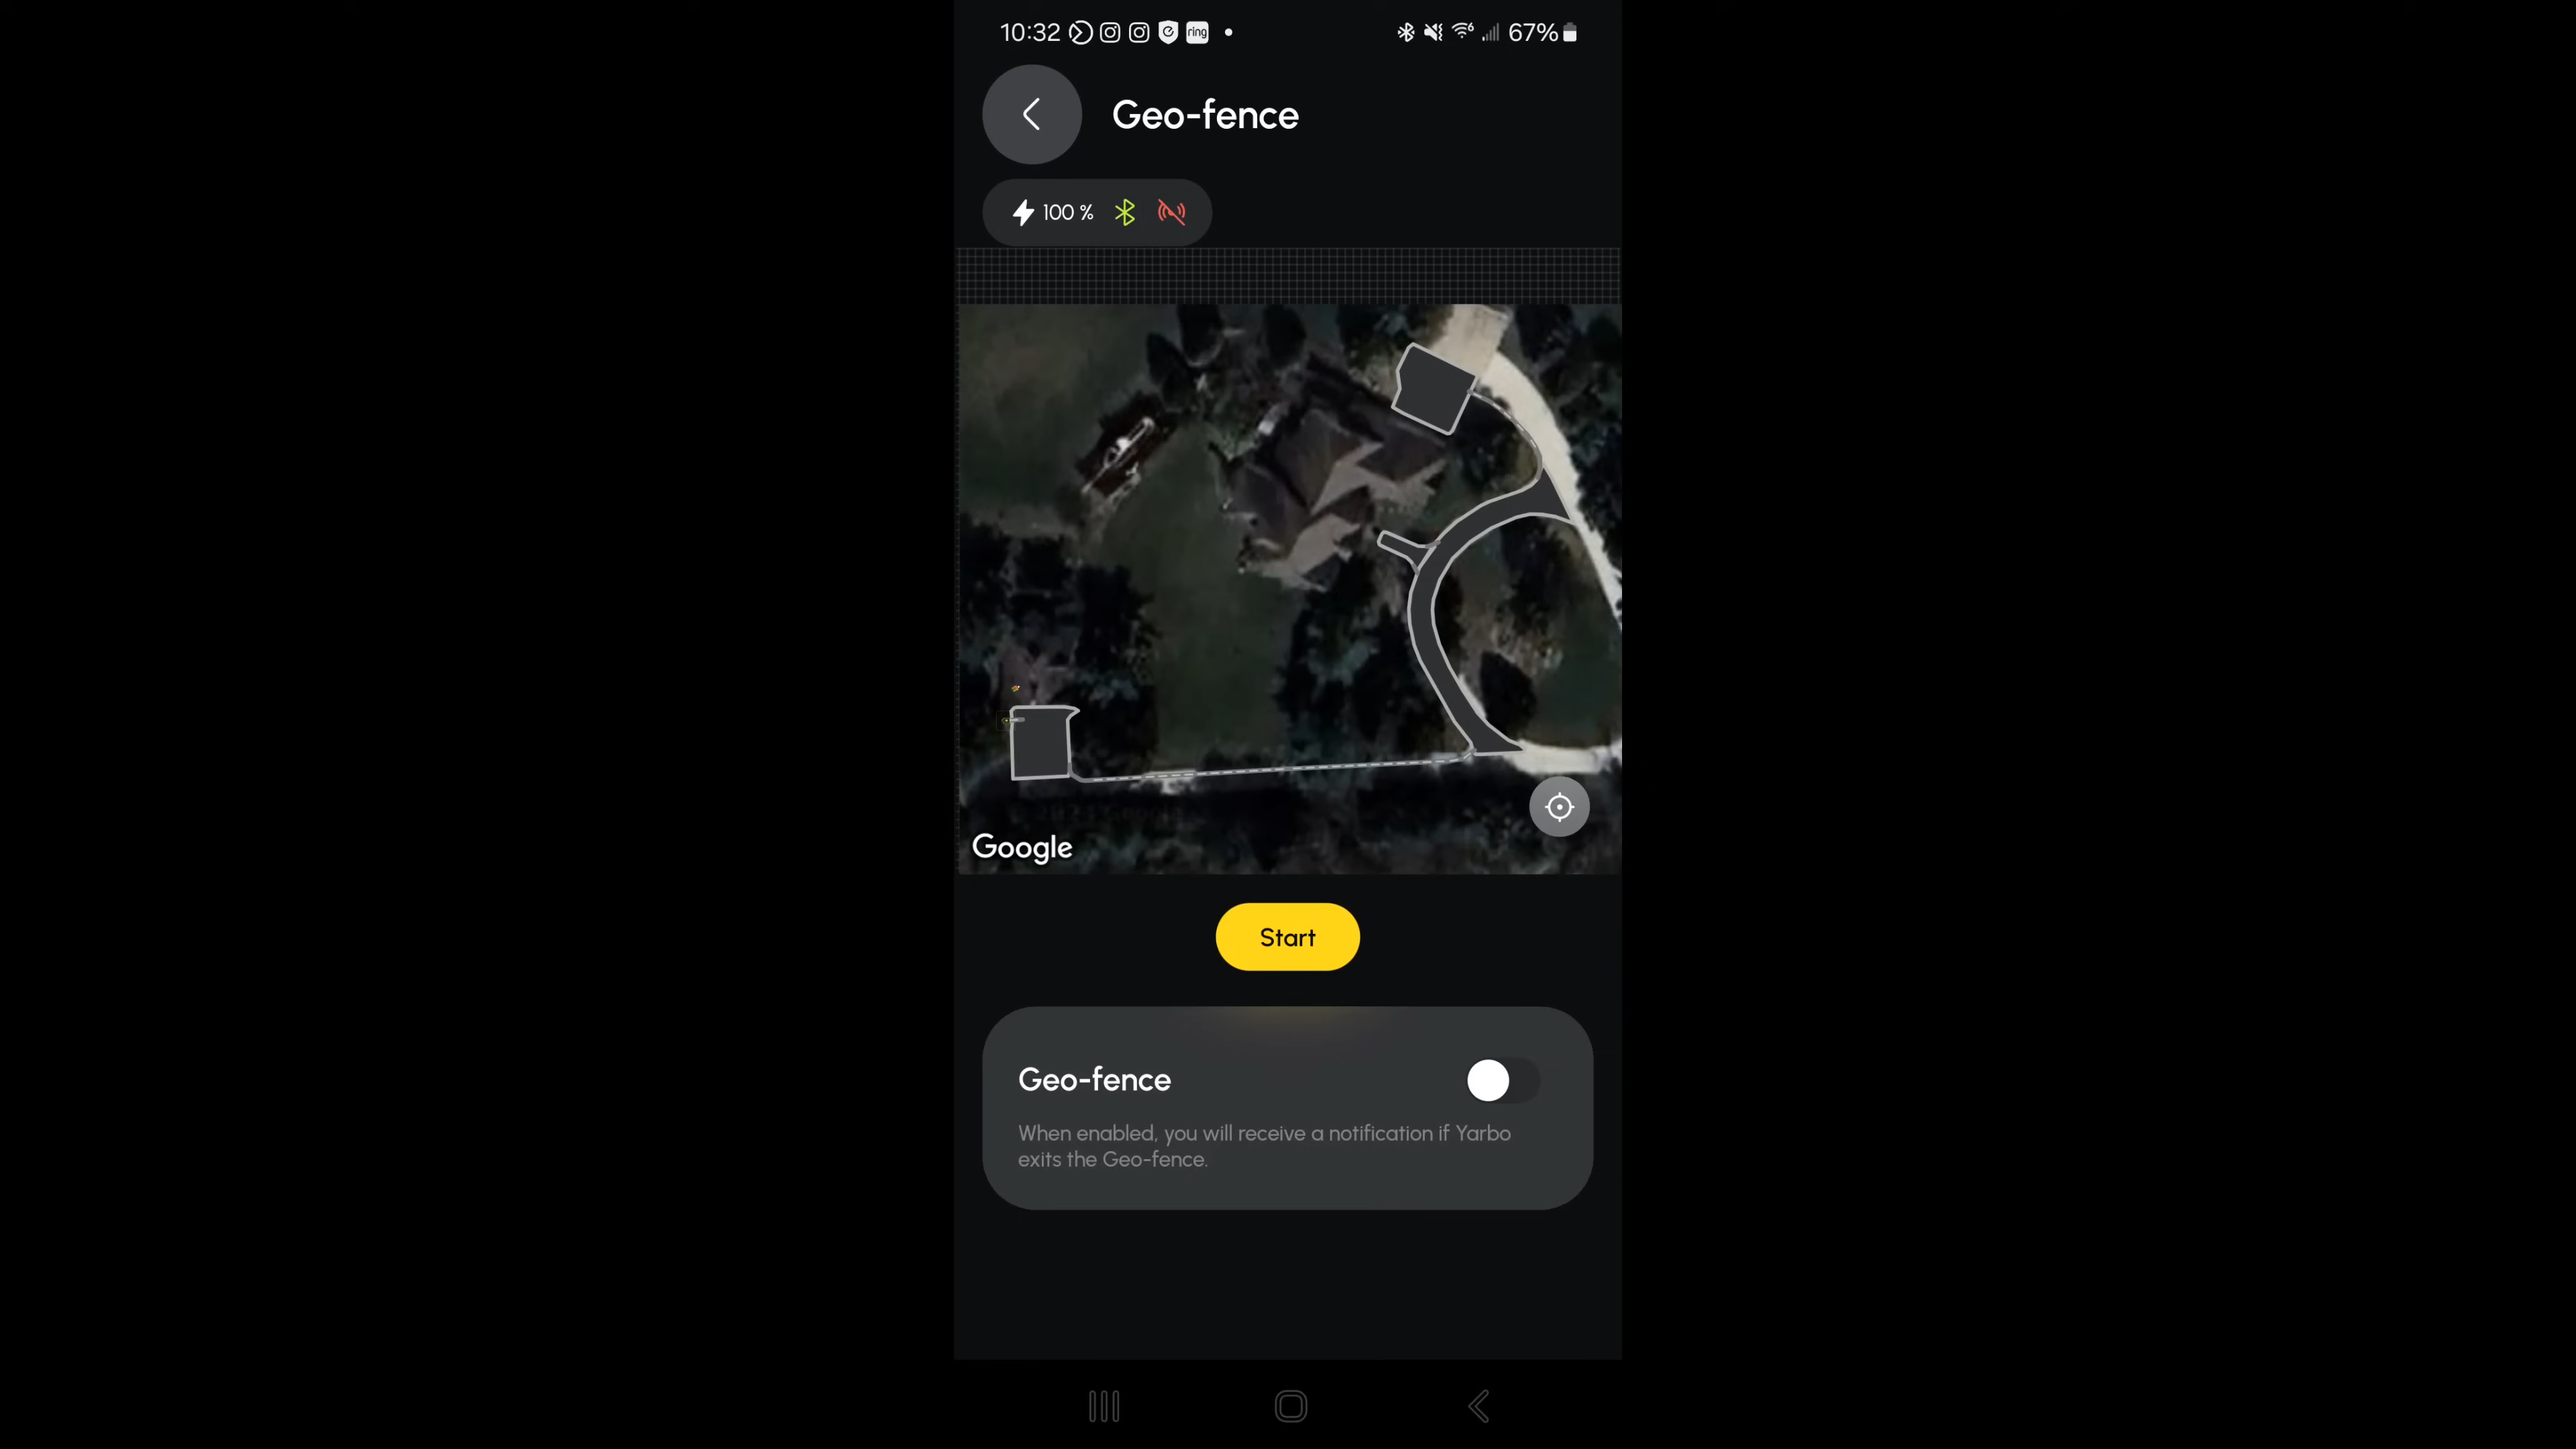 10:32 ring 67%
Geo-fence
100 %
Google
Start
Geo-fence
When enabled, you will receive a notification if Yarbo
exits the Geo-fence.